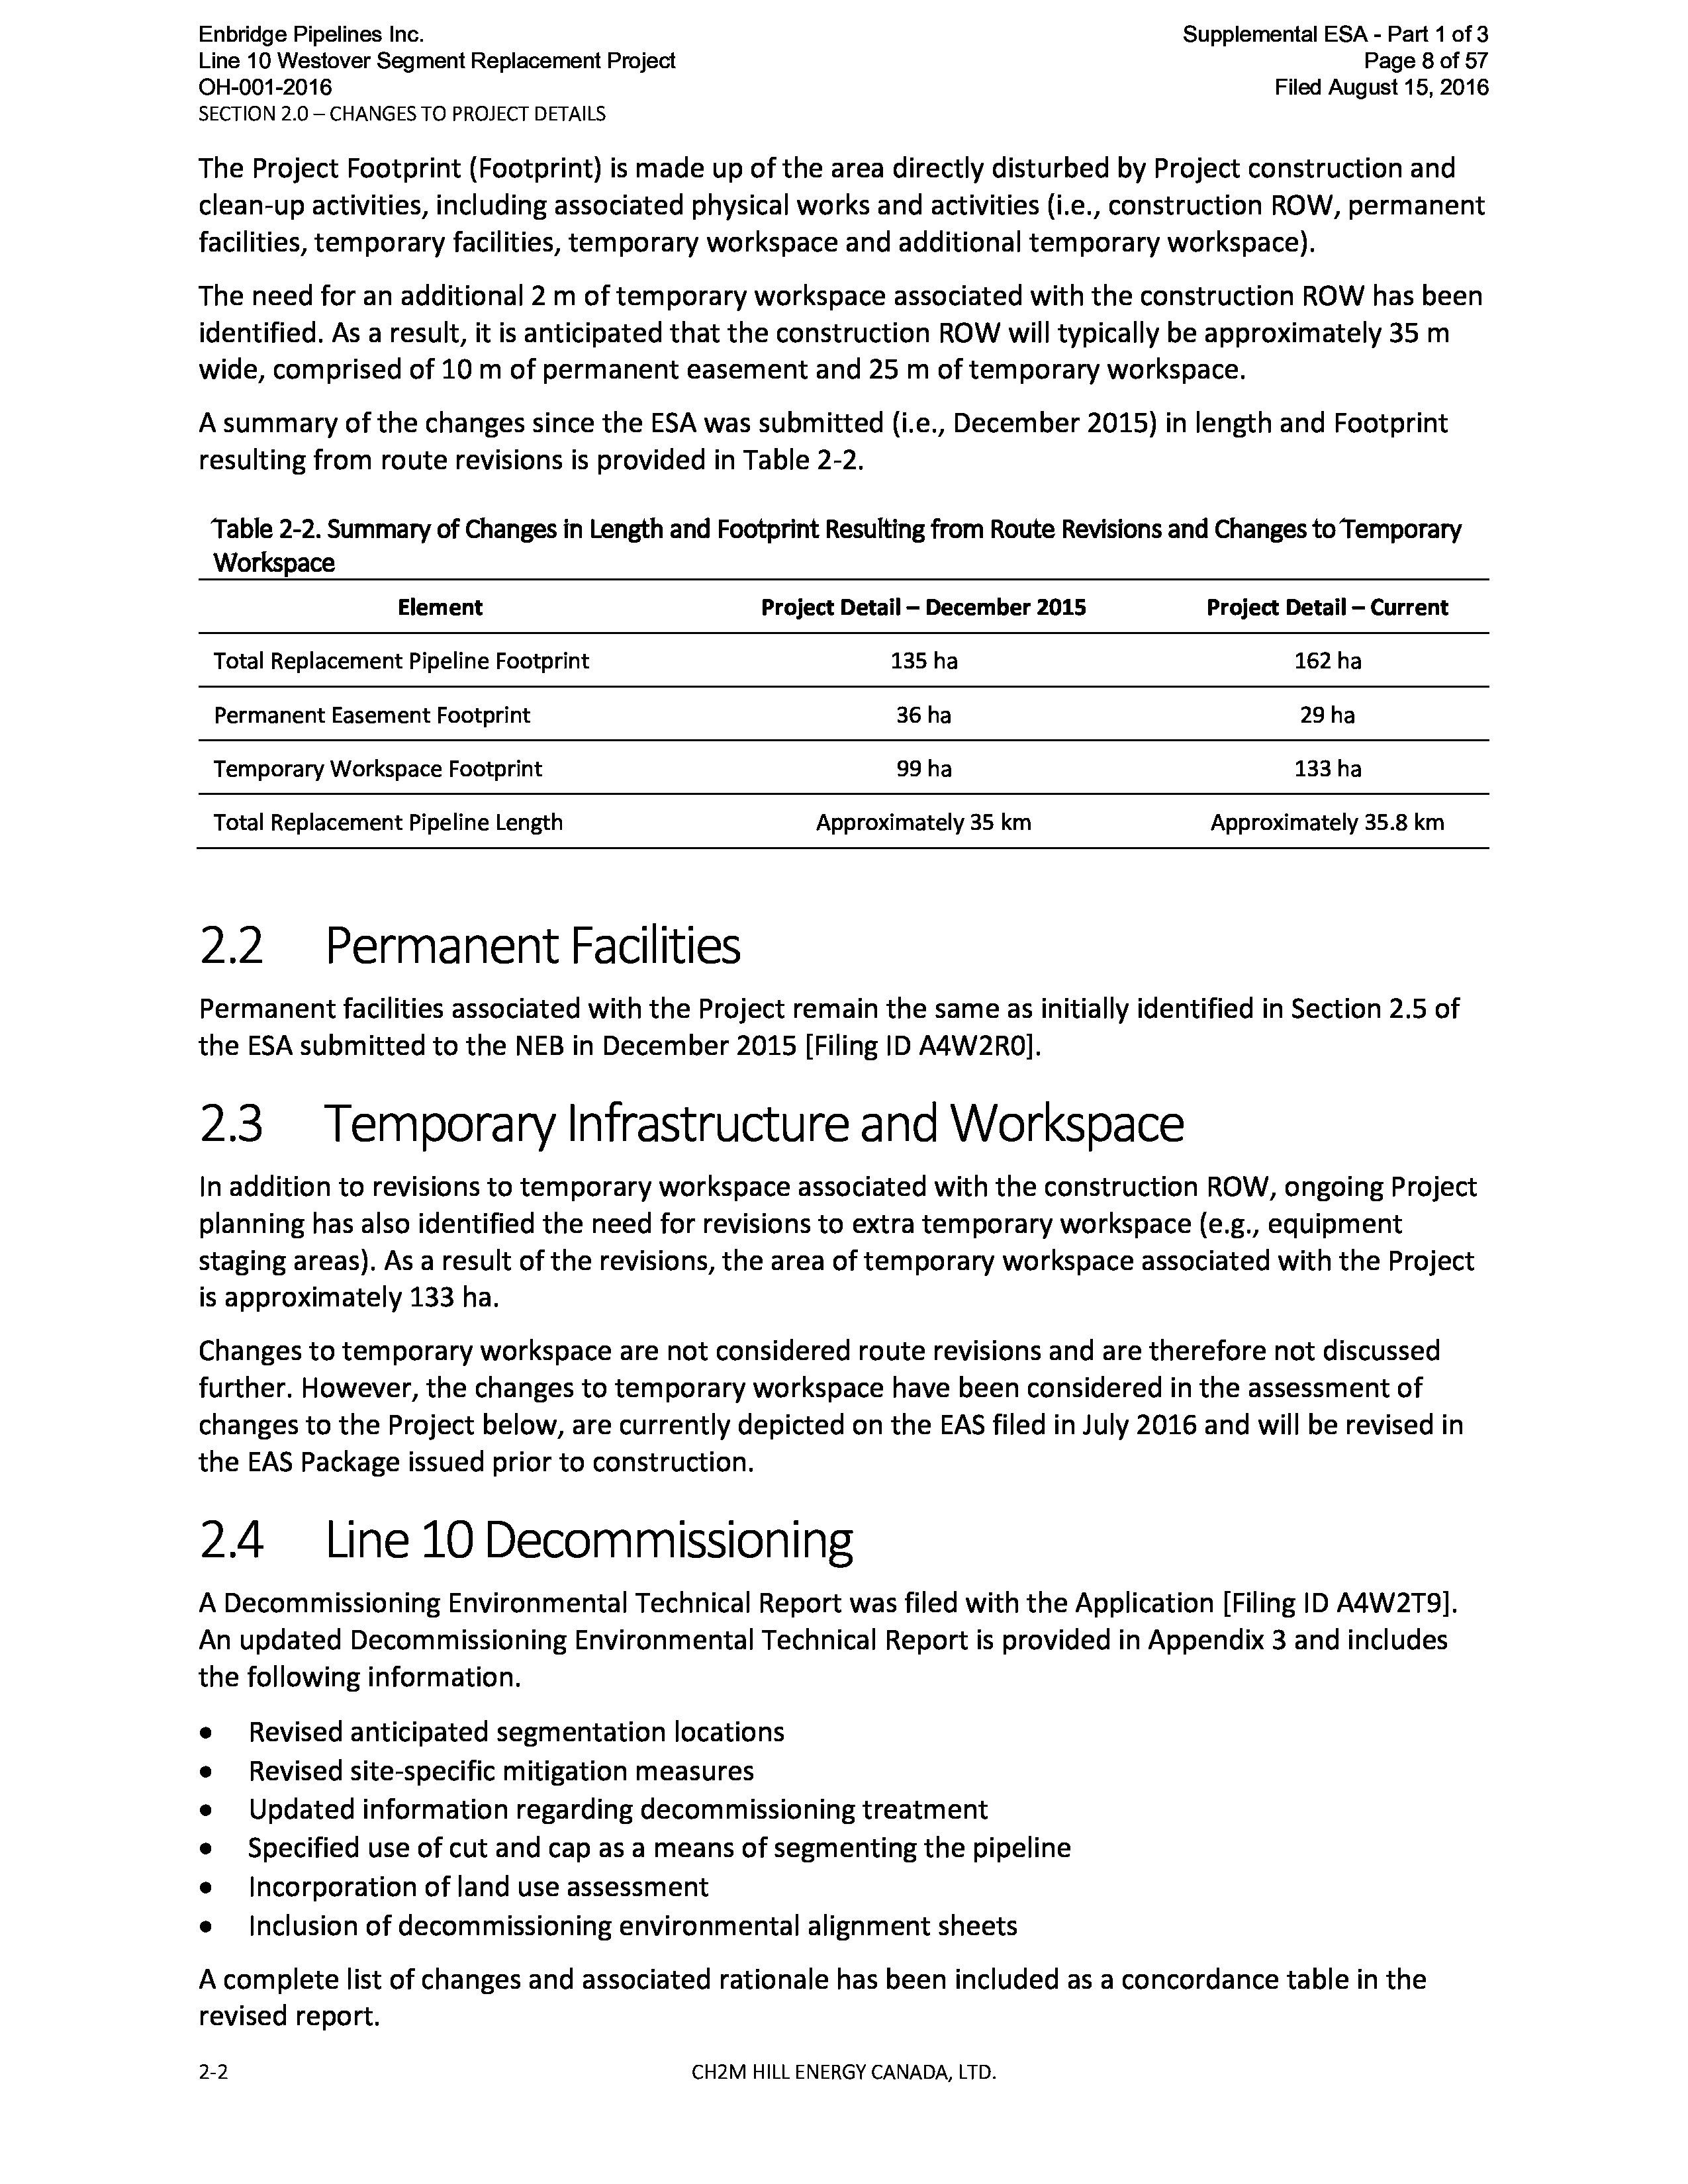 Enbridge Pipelines Inc.
Line 10 Westover Segment Replacement Project
OH-001-2016
SECTION 2.0 – CHANGES TO PROJECT DETAILS
Supplemental ESA - Part 1 of 3
Page 8 of 57
Filed August 15, 2016
The Project Footprint (Footprint) is made up of the area directly disturbed by Project construction and
clean-up activities, including associated physical works and activities (i.e., construction ROW, permanent
facilities, temporary facilities, temporary workspace and additional temporary workspace).
The need for an additional 2 m of temporary workspace associated with the construction ROW has been
identified. As a result, it is anticipated that the construction ROW will typically be approximately 35 m
wide, comprised of 10 m of permanent easement and 25 m of temporary workspace.
A summary of the changes since the ESA was submitted (i.e., December 2015) in length and Footprint
resulting from route revisions is provided in Table 2-2.
Table 2-2. Summary of Changes in Length and Footprint Resulting from Route Revisions and Changes to Temporary
Workspace
Element Project Detail – December 2015 Project Detail – Current
Total Replacement Pipeline Footprint 135 ha 162 ha
Permanent Easement Footprint 36 ha 29 ha
Temporary Workspace Footprint 99 ha 133 ha
Total Replacement Pipeline Length Approximately 35 km Approximately 35.8 km
2.2 Permanent Facilities
Permanent facilities associated with the Project remain the same as initially identified in Section 2.5 of
the ESA submitted to the NEB in December 2015 [Filing ID A4W2R0].
2.3 Temporary Infrastructure and Workspace
In addition to revisions to temporary workspace associated with the construction ROW, ongoing Project
planning has also identified the need for revisions to extra temporary workspace (e.g., equipment
staging areas). As a result of the revisions, the area of temporary workspace associated with the Project
is approximately 133 ha.
Changes to temporary workspace are not considered route revisions and are therefore not discussed
further. However, the changes to temporary workspace have been considered in the assessment of
changes to the Project below, are currently depicted on the EAS filed in July 2016 and will be revised in
the EAS Package issued prior to construction.
2.4 Line 10 Decommissioning
A Decommissioning Environmental Technical Report was filed with the Application [Filing ID A4W2T9].
An updated Decommissioning Environmental Technical Report is provided in Appendix 3 and includes
the following information.
• Revised anticipated segmentation locations
• Revised site-specific mitigation measures
• Updated information regarding decommissioning treatment
• Specified use of cut and cap as a means of segmenting the pipeline
• Incorporation of land use assessment
• Inclusion of decommissioning environmental alignment sheets
A complete list of changes and associated rationale has been included as a concordance table in the
revised report.
2-2 CH2M HILL ENERGY CANADA, LTD.